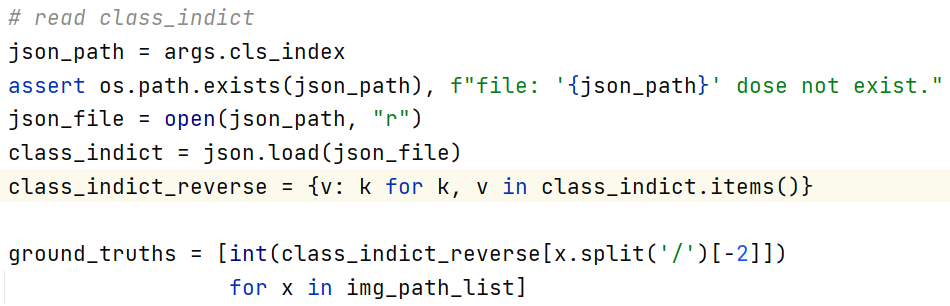 # read class_indict
json_path = args.cls_index
assert os.path.exists(json_path), f"file: '{json_path}' dose not exist."
json_file = open(json_path, "r")
class_indict = json.load(json_file)
class_indict_reverse = {v: k for k, v in class_indict.items()}
ground_truths = [int(class_indict_reverse[x.split('/')[-2]])
for x in img_path_list]